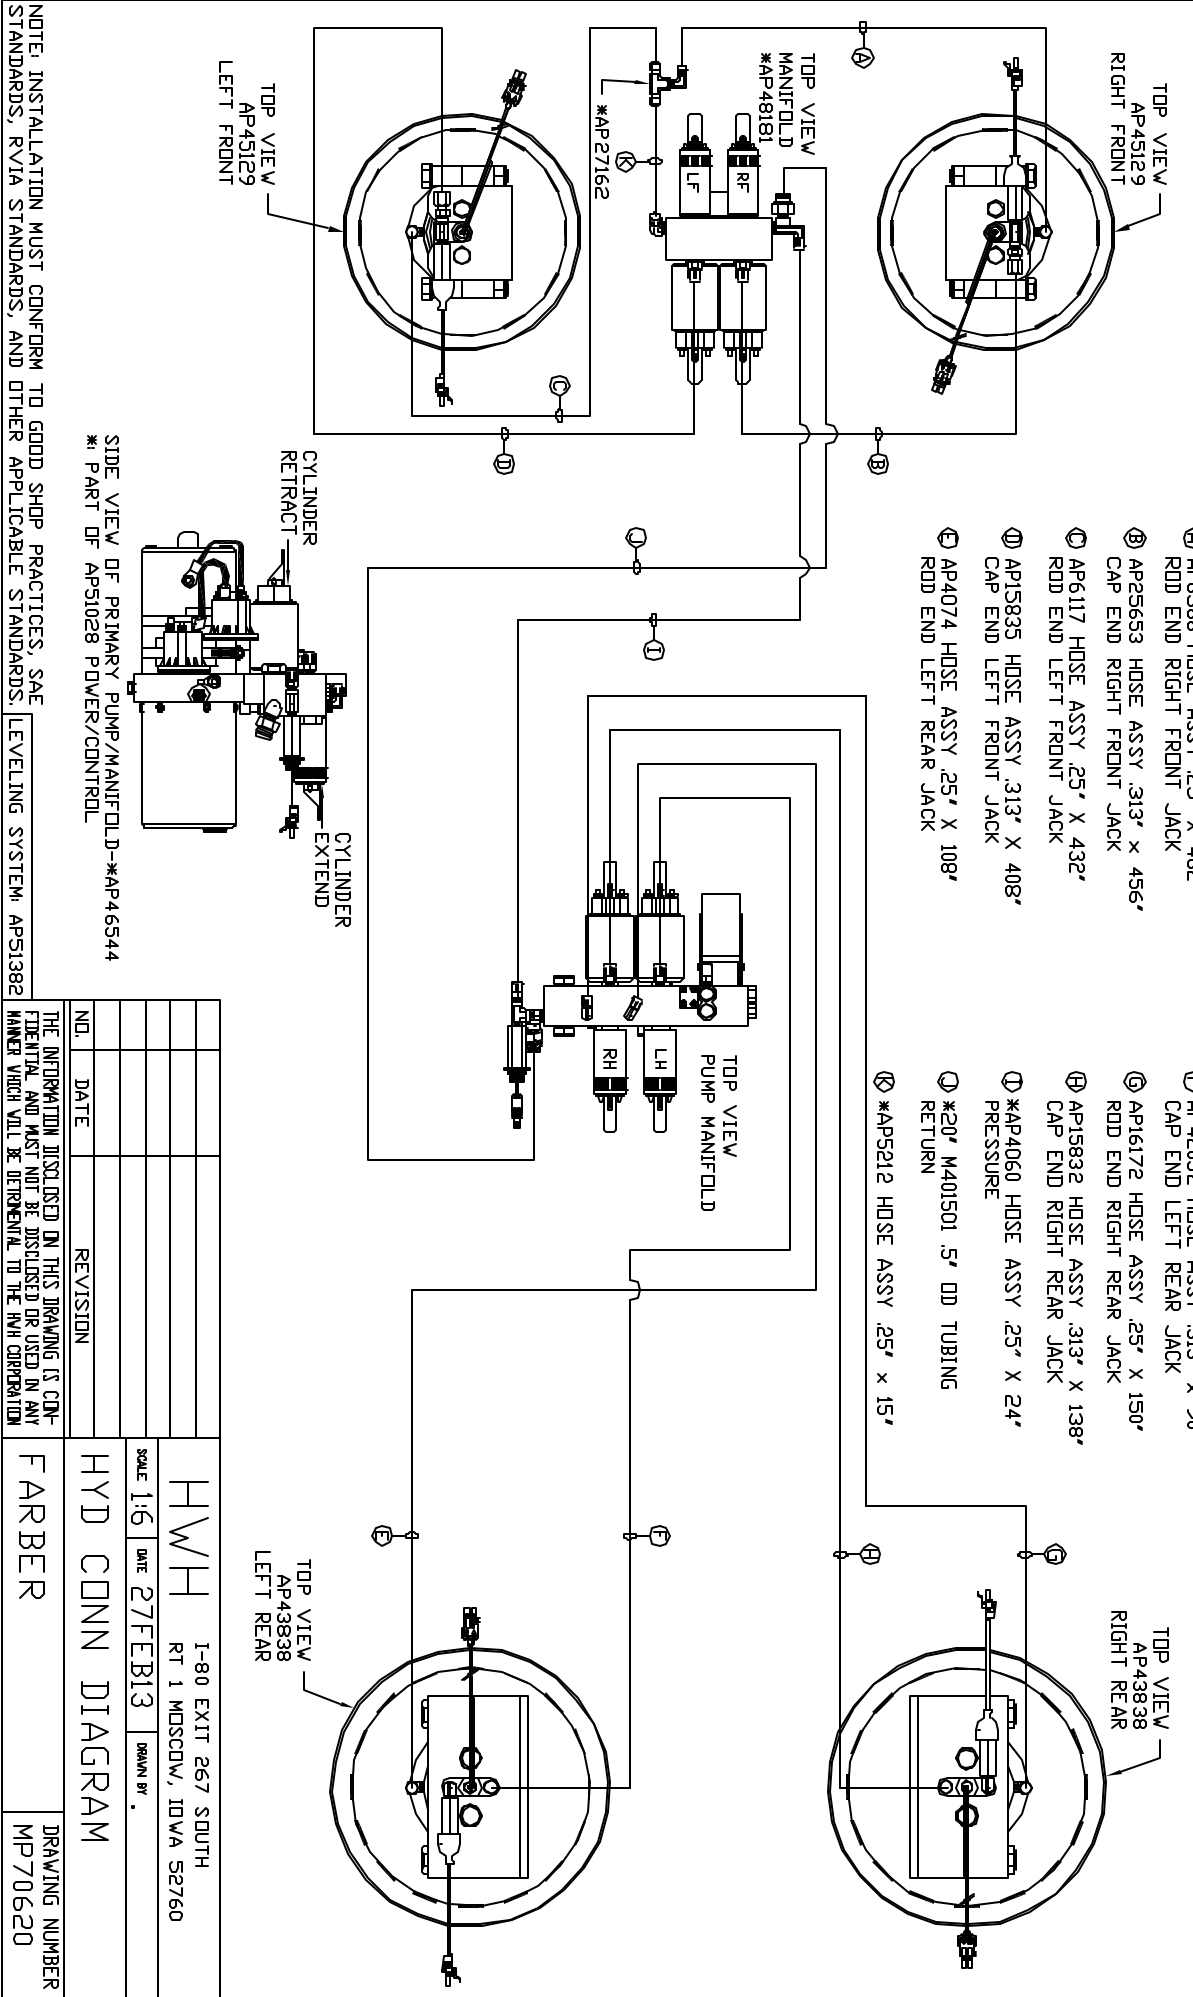 TOP VIEW
AP45129
RIGHT FRONT
A
TOP VIEW
MANIFOLD
*AP48181
*AP27162
K
LF
RF
TOP VIEW
AP45129
LEFT FRONT
C
D
B
J
I
ROD END RIGHT FRONT JACK
B AP25653 HOSE ASSY .313" x 456"
CAP END RIGHT FRONT JACK
C AP6117 HOSE ASSY .25" X 432"
ROD END LEFT FRONT JACK
D AP15835 HOSE ASSY .313" X 408"
CAP END LEFT FRONT JACK
E AP4074 HOSE ASSY .25" X 108"
ROD END LEFT REAR JACK
CAP END LEFT REAR JACK
G AP16172 HOSE ASSY .25" X 150"
ROD END RIGHT REAR JACK
H AP15832 HOSE ASSY .313" X 138"
CAP END RIGHT REAR JACK
I *AP4060 HOSE ASSY .25" X 24"
PRESSURE
J *20' M401501 .5" OD TUBING
RETURN
K *AP5212 HOSE ASSY .25" x 15"
CYLINDER
RETRACT
CYLINDER
EXTEND
SIDE VIEW OF PRIMARY PUMP/MANIFOLD-*AP46544
*: PART OF AP51028 POWER/CONTROL
TOP VIEW
PUMP MANIFOLD
LH
RH
E
F
H
G
TOP VIEW
AP43838
RIGHT REAR
TOP VIEW
AP43838
LEFT REAR
NOTE: INSTALLATION MUST CONFORM TO GOOD SHOP PRACTICES, SAE
STANDARDS, RVIA STANDARDS, AND OTHER APPLICABLE STANDARDS.
LEVELING SYSTEM: AP51382
NO. DATE REVISION
THE INFORMATION DISCLOSED ON THIS DRAWING IS CON-
FIDENTIAL AND MUST NOT BE DISCLOSED OR USED IN ANY
MANNER WHICH WILL BE DETRIMENTAL TO THE HWH CORPORATION
HWH
I-80 EXIT 267 SOUTH
RT 1 MOSCOW, IOWA 52760
SCALE 1:6 DATE 27FEB13 DRAWN BY .
HYD CONN DIAGRAM
FARBER
DRAWING NUMBER
MP70620